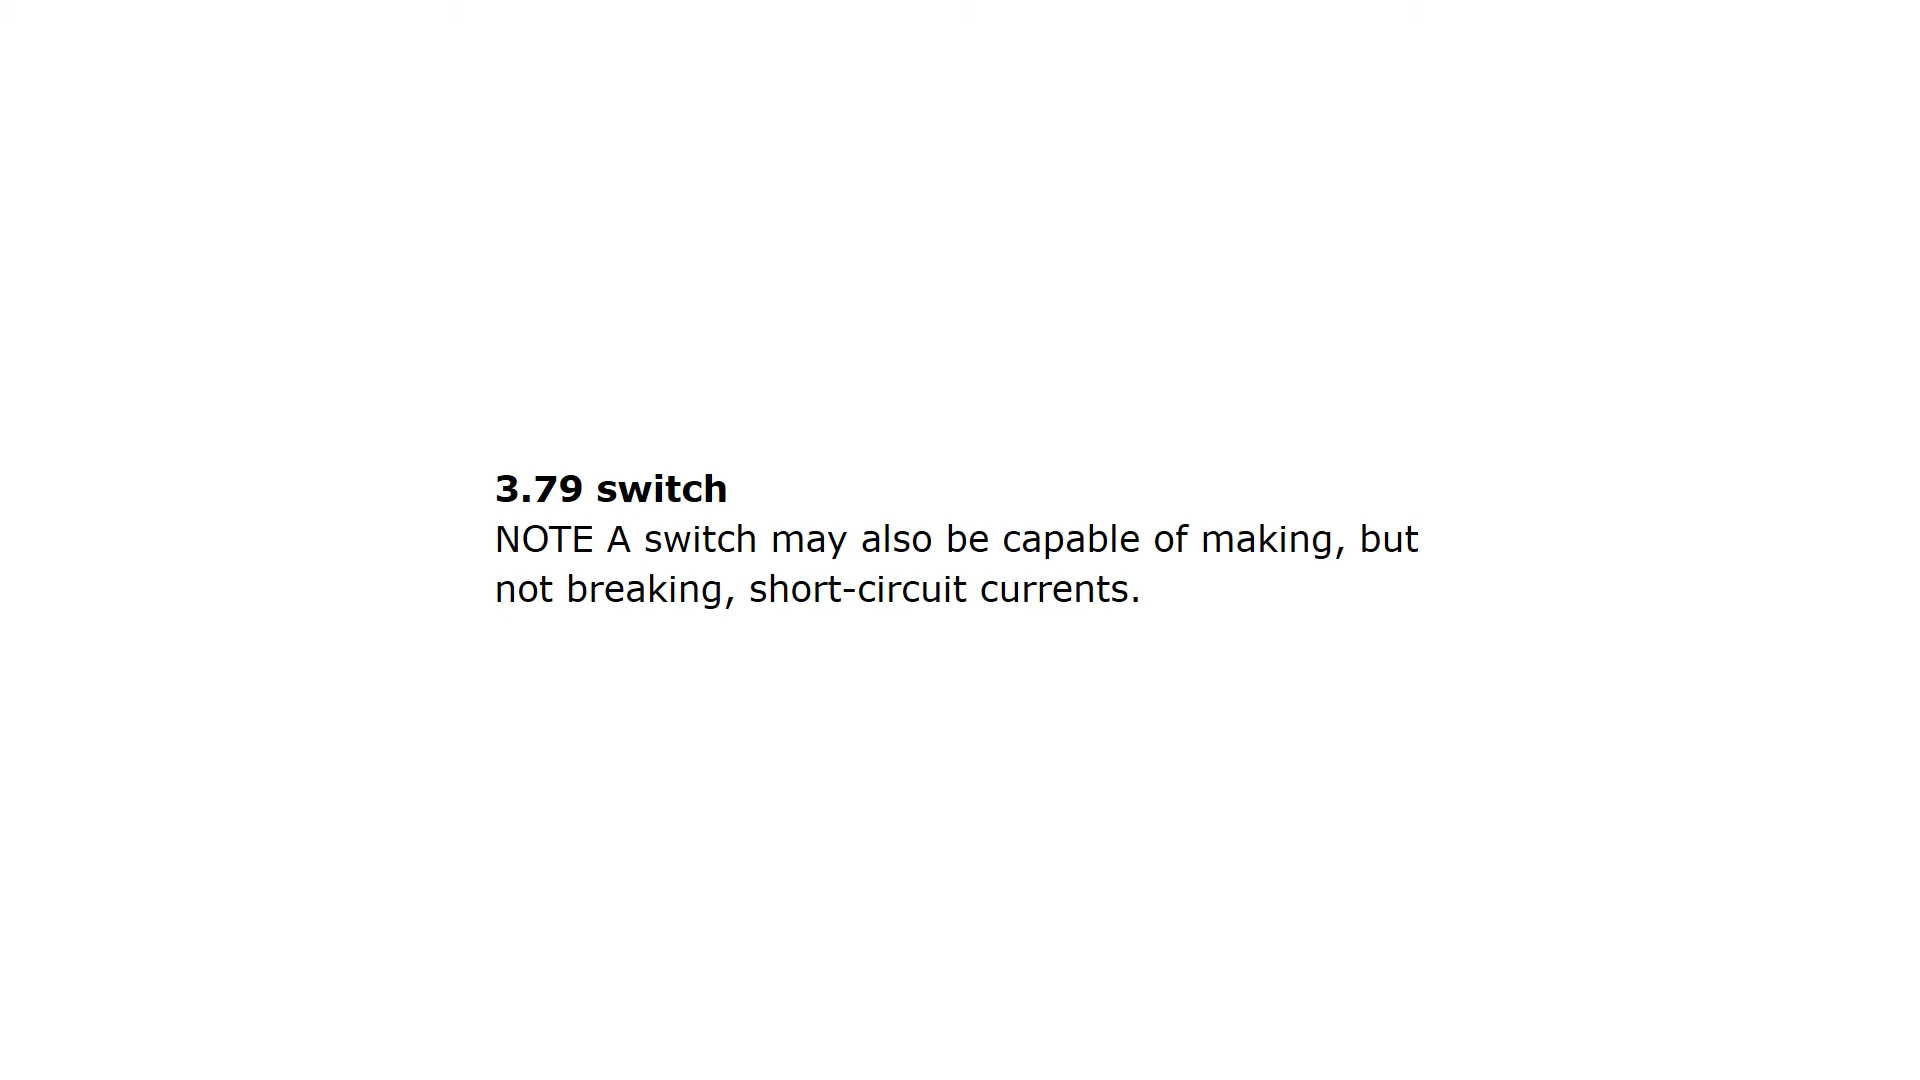 3.79 switch
NOTE A switch may also be capable of making, but
not breaking, short-circuit currents.